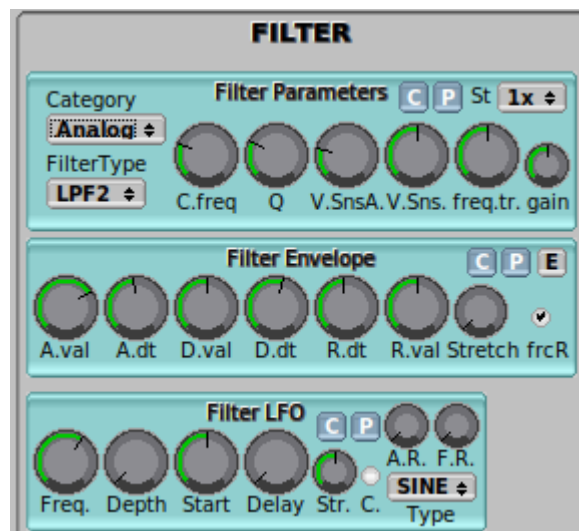 FILTER
Filter Parameters C P St 1x
Category
Analog
FilterType
LPF2
C.freq Q V.SnsA. V.Sns. freq.tr. gain
Filter Envelope C P E
A.val A.dt D.val D.dt R.dt R.val Stretch frcR
Filter LFO C P
A.R. F.R.
Freq. Depth Start Delay Str. C.
SINE
Type